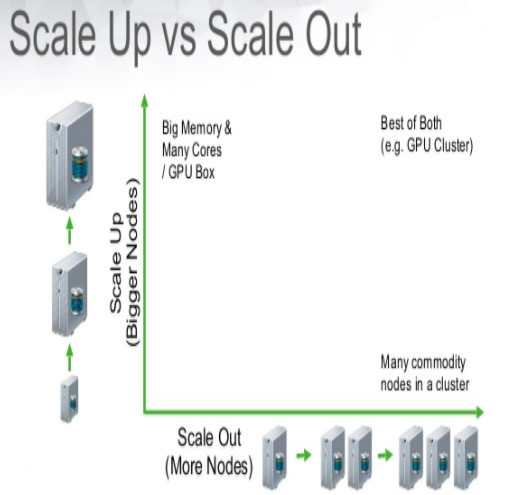 Scale Up vs Scale Out
Big Memory &
Many Cores
/ GPU Box
Best of Both
(e.g. GPU Cluster)
Scale Up
(Bigger Nodes)
Many commodity
nodes in a cluster
Scale Out
(More Nodes)